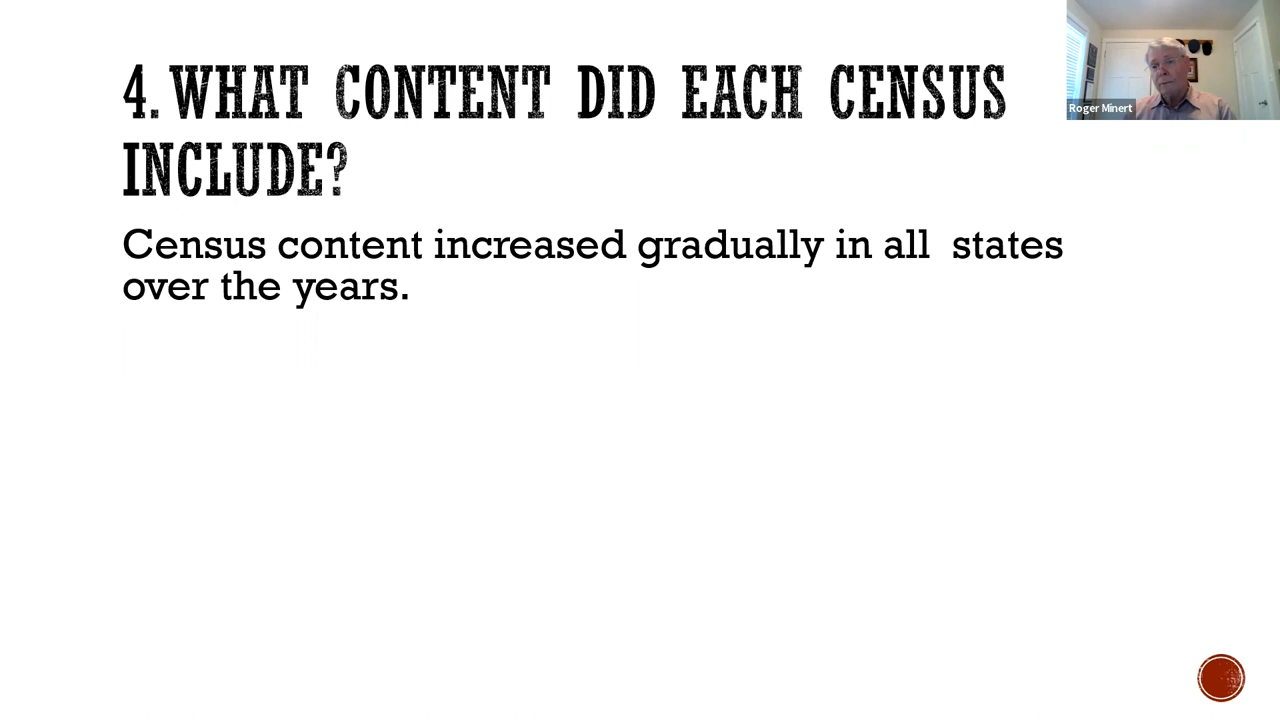 4. WHAT CONTENT DID EACH CENSUS
INCLUDE?
Census content increased gradually in all  states
over the years.
Roger Minert